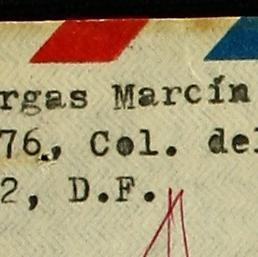 rgas Marcín
76., Col. del
2, D.F.